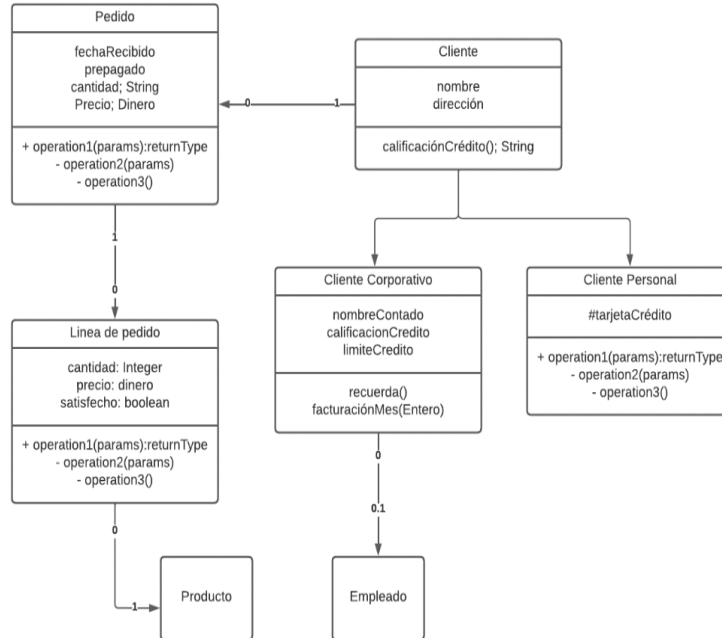 Pedido
fechaRecibido
prepagado
cantidad; String
Precio; Dinero
+ operation1(params):returnType
- operation2(params)
- operation3()
Cliente
nombre
dirección
calificaciónCrédito(); String
0
1
1
0
Cliente Corporativo
nombreContado
calificacionCredito
limiteCredito
recuerda()
facturaciónMes(Entero)
Cliente Personal
#tarjetaCrédito
+ operation1(params):returnType
- operation2(params)
- operation3()
Linea de pedido
cantidad: Integer
precio: dinero
satisfecho: boolean
+ operation1(params):returnType
- operation2(params)
- operation3()
0
0.1
0
1
Producto
Empleado